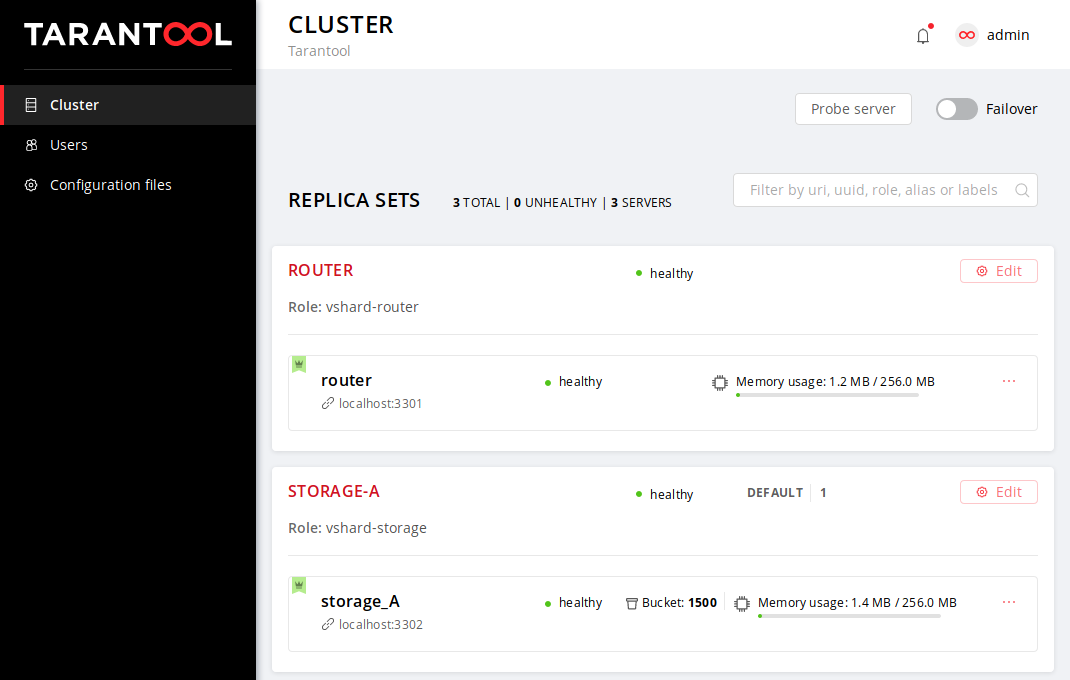 TARANTOOL
Cluster
Users
Configuration files
CLUSTER
Tarantool
admin
Probe server
Failover
REPLICA SETS
3 TOTAL | 0 UNHEALTHY | 3 SERVERS
Filter by uri, uuid, role, alias or labels
ROUTER
healthy
Edit
Role: vshard-router
router
healthy
Memory usage: 1.2 MB / 256.0 MB
localhost:3301
STORAGE-A
healthy
DEFAULT | 1
Edit
Role: vshard-storage
storage_A
healthy
Bucket: 1500
Memory usage: 1.4 MB / 256.0 MB
localhost:3302